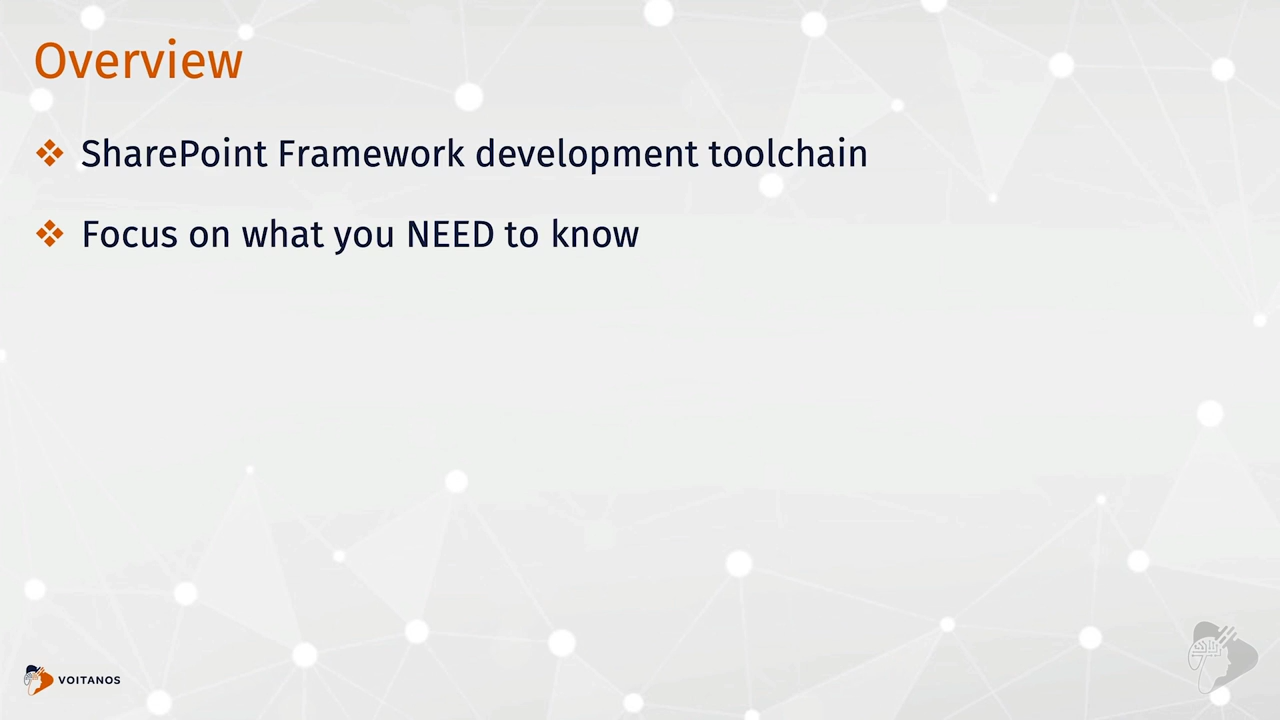 Overview
❖ SharePoint Framework development toolchain
❖ Focus on what you NEED to know
VOITANOS